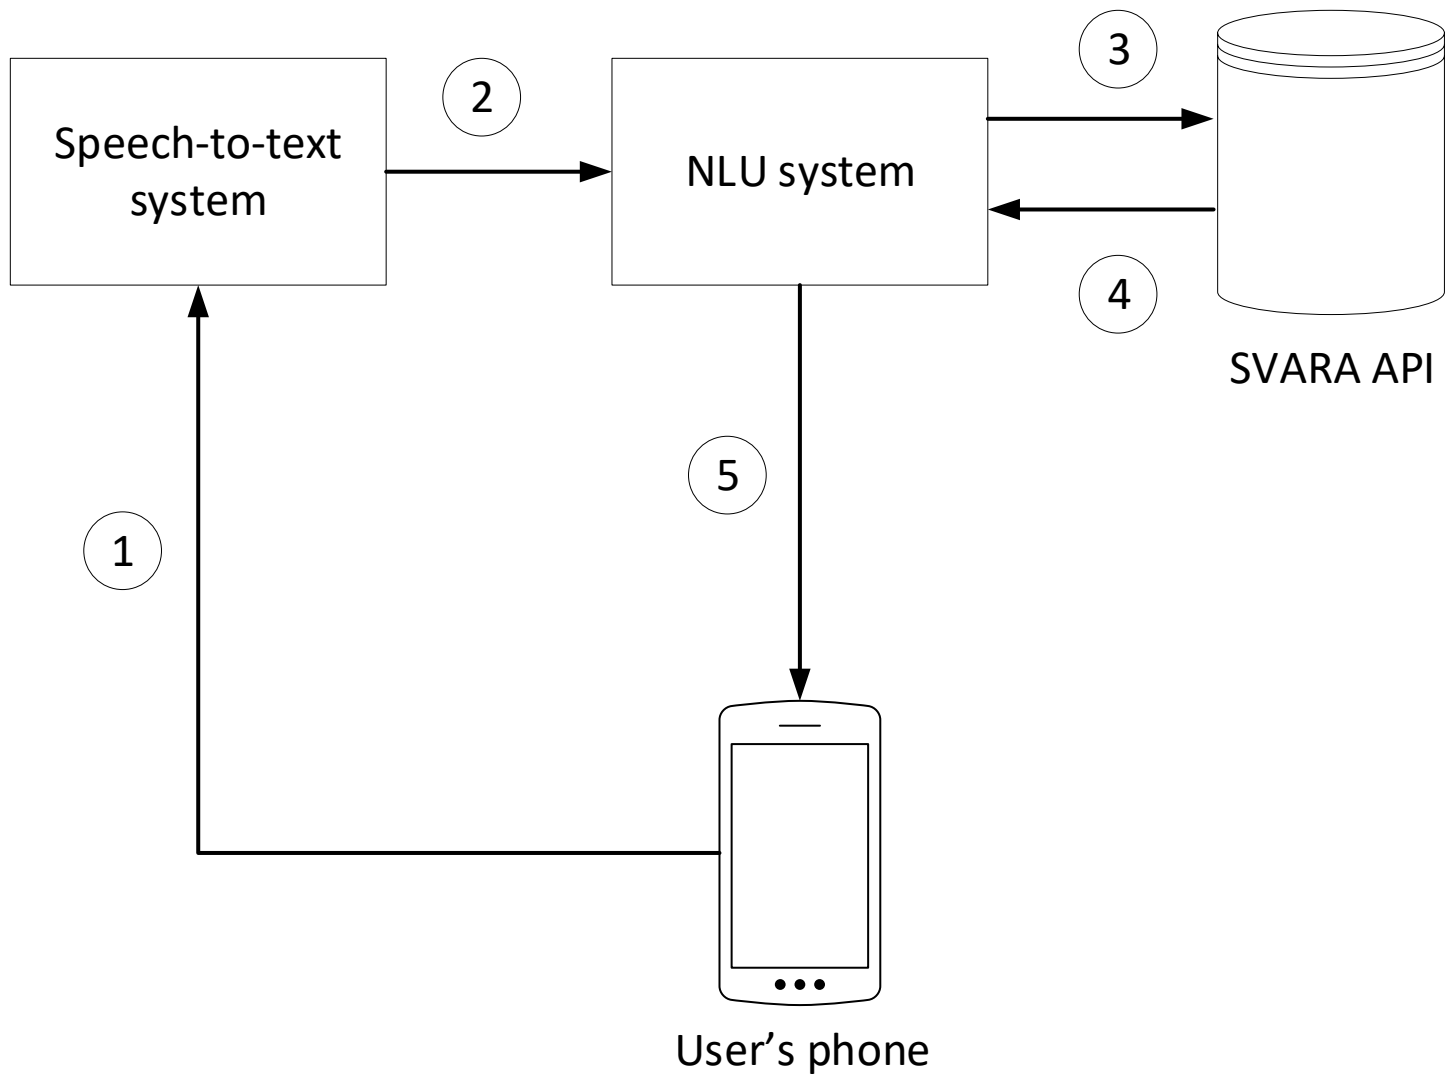 Speech-to-text
system
2
NLU system
3
4
SVARA API
5
1
User's phone